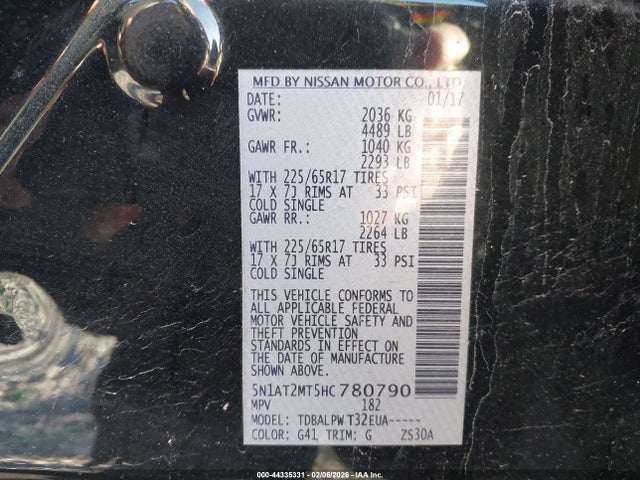 MFD BY NISSAN MOTOR CO., LTD.
DATE: 01/17
GVWR: 2036 KG
4489 LB
GAWR FR.: 1040 KG
2293 LB
WITH 225/65R17 TIRES
17 X 7J RIMS AT 33 PSI
COLD SINGLE
GAWR RR.: 1027 KG
2264 LB
WITH 225/65R17 TIRES
17 X 7J RIMS AT 33 PSI
COLD SINGLE
THIS VEHICLE CONFORMS TO
ALL APPLICABLE FEDERAL
MOTOR VEHICLE SAFETY AND
THEFT PREVENTION
STANDARDS IN EFFECT ON
THE DATE OF MANUFACTURE
SHOWN ABOVE.
5N1AT2MT5HC780790
MPV 182
MODEL: TDBALPW T32EUA-----
COLOR: G41 TRIM: G ZS30A
000-44335331 - 02/06/2026 - IAAI.COM